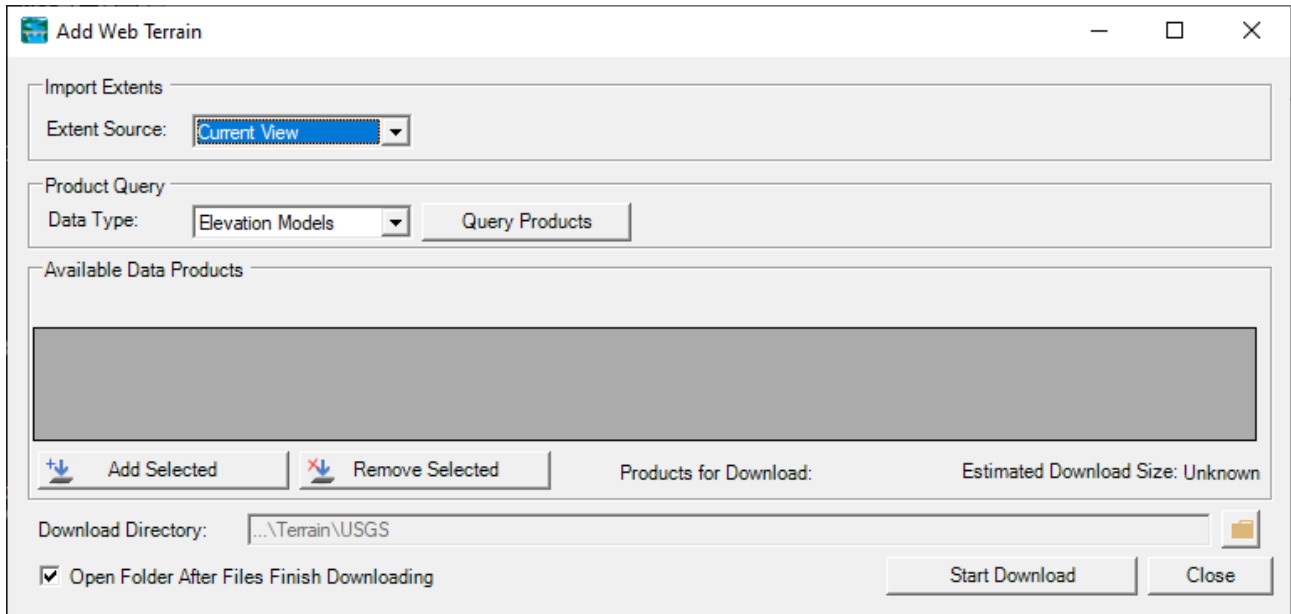 Add Web Terrain
Import Extents
Extent Source: Current View
Product Query
Data Type: Elevation Models Query Products
Available Data Products
Add Selected Remove Selected Products for Download: Estimated Download Size: Unknown
Download Directory: ...\Terrain\USGS
Open Folder After Files Finish Downloading Start Download Close